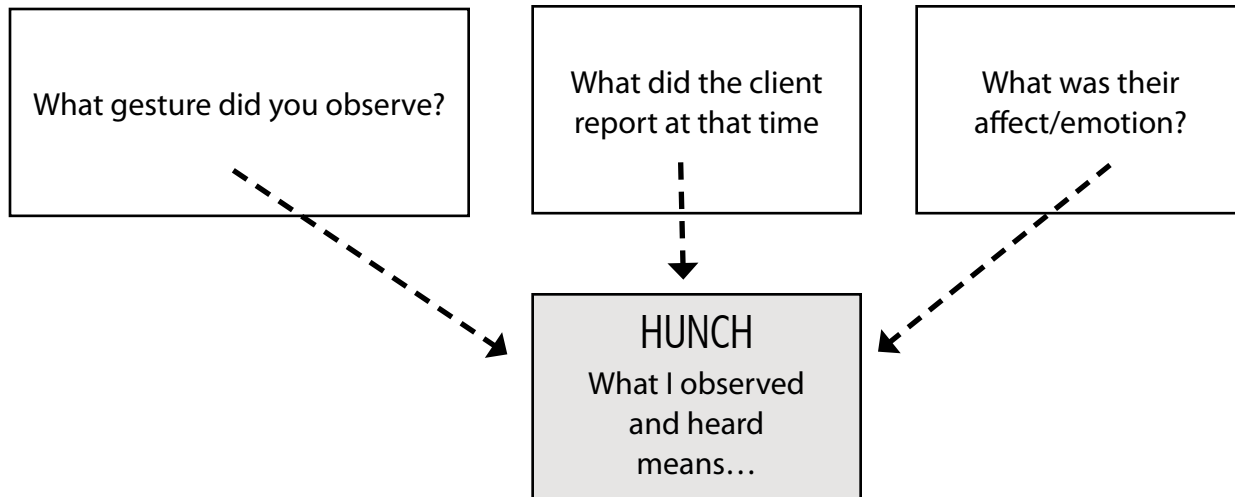 What gesture did you observe?
What did the client
report at that time
What was their
affect/emotion?
HUNCH
What I observed
and heard
means…